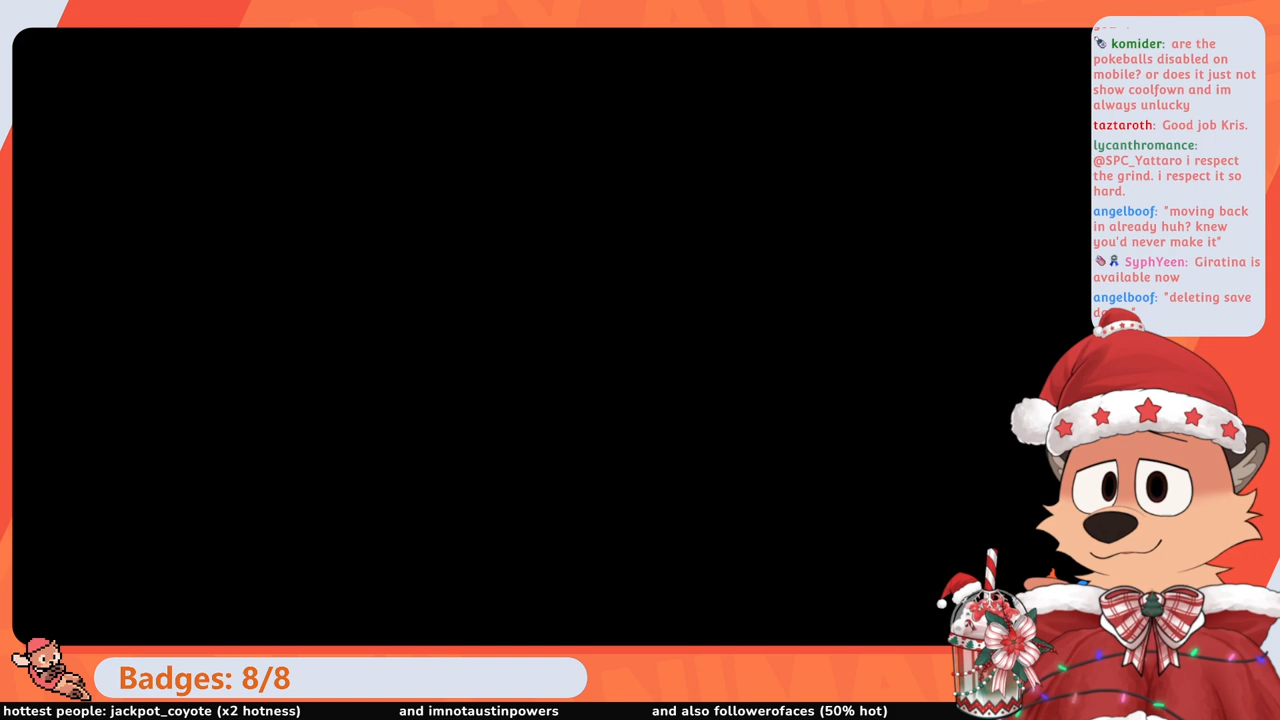 komider: are the
pokeballs disabled on
mobile? or does it just not
show coolfown and im
always unlucky
taztaroth: Good job Kris.
lycanthromance:
@SPC_Yattaro i respect
the grind. i respect it so
hard.
angelboof: "moving back
in already huh? knew
you'd never make it"
SyphYeen: Giratina is
available now
angelboof: "deleting save
Badges: 8/8
hottest people: jackpot_coyote (x2 hotness) and imnotaustinpowers and also followerofaces (50% hot)